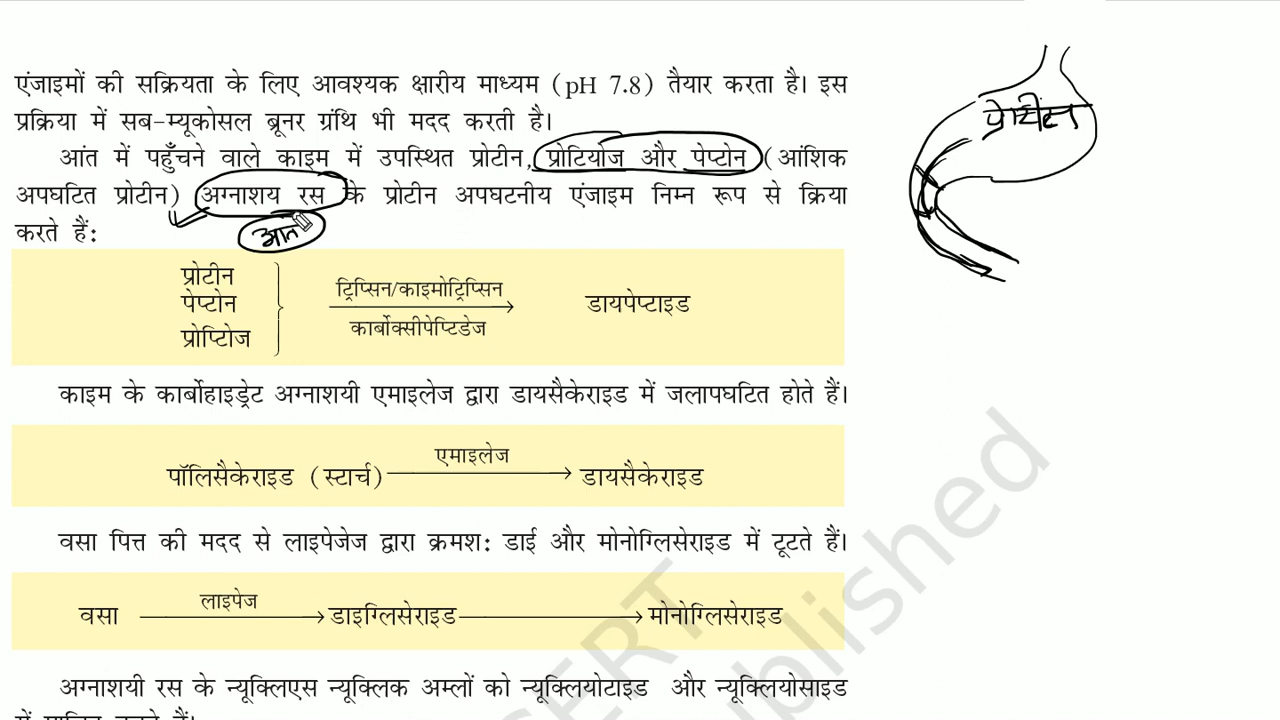 एंजाइमों की सक्रियता के लिए आवश्यक क्षारीय माध्यम (pH 7.8) तैयार करता है। इस
प्रक्रिया में सब-म्यूकोसल ब्रूनर ग्रंथि भी मदद करती है।
आंत में पहुँचने वाले काइम में उपस्थित प्रोटीन, प्रोटियोज और पेप्टोन (आंशिक
अपघटित प्रोटीन) अग्नाशय रस के प्रोटीन अपघटनीय एंजाइम निम्न रूप से क्रिया
करते हैं:
आंत
प्रोटीन
पेप्टोन
प्रोप्टिोज
ट्रिप्सिन/काइमोट्रिप्सिन
कार्बोक्सीपेप्टिडेज
डायपेप्टाइड
काइम के कार्बोहाइड्रेट अग्नाशयी एमाइलेज द्वारा डायसैकेराइड में जलापघटित होते हैं।
पॉलिसैकेराइड (स्टार्च) एमाइलेज डायसैकेराइड
वसा पित्त की मदद से लाइपेजेज द्वारा क्रमश: डाई और मोनोग्लिसेराइड में टूटते हैं।
वसा लाइपेज डाइग्लिसेराइड मोनोग्लिसेराइड
अग्नाशयी रस के न्यूक्लिएस न्यूक्लिक अम्लों को न्यूक्लियोटाइड और न्यूक्लियोसाइड